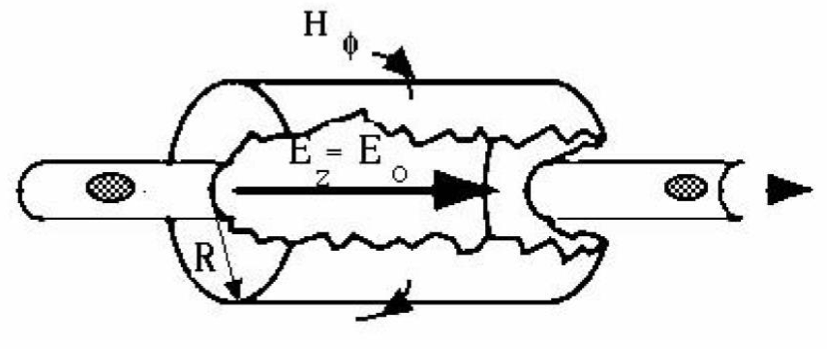 H φ
E z = E o
R